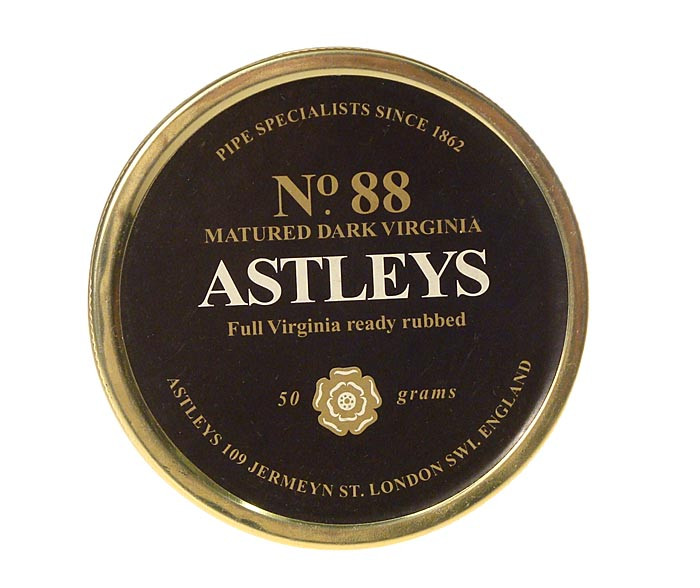 PIPE SPECIALISTS SINCE 1862
Nº. 88
MATURED DARK VIRGINIA
ASTLEYS
Full Virginia ready rubbed
50 grams
ASTLEYS 109 JERMEYN ST. LONDON SWI. ENGLAND